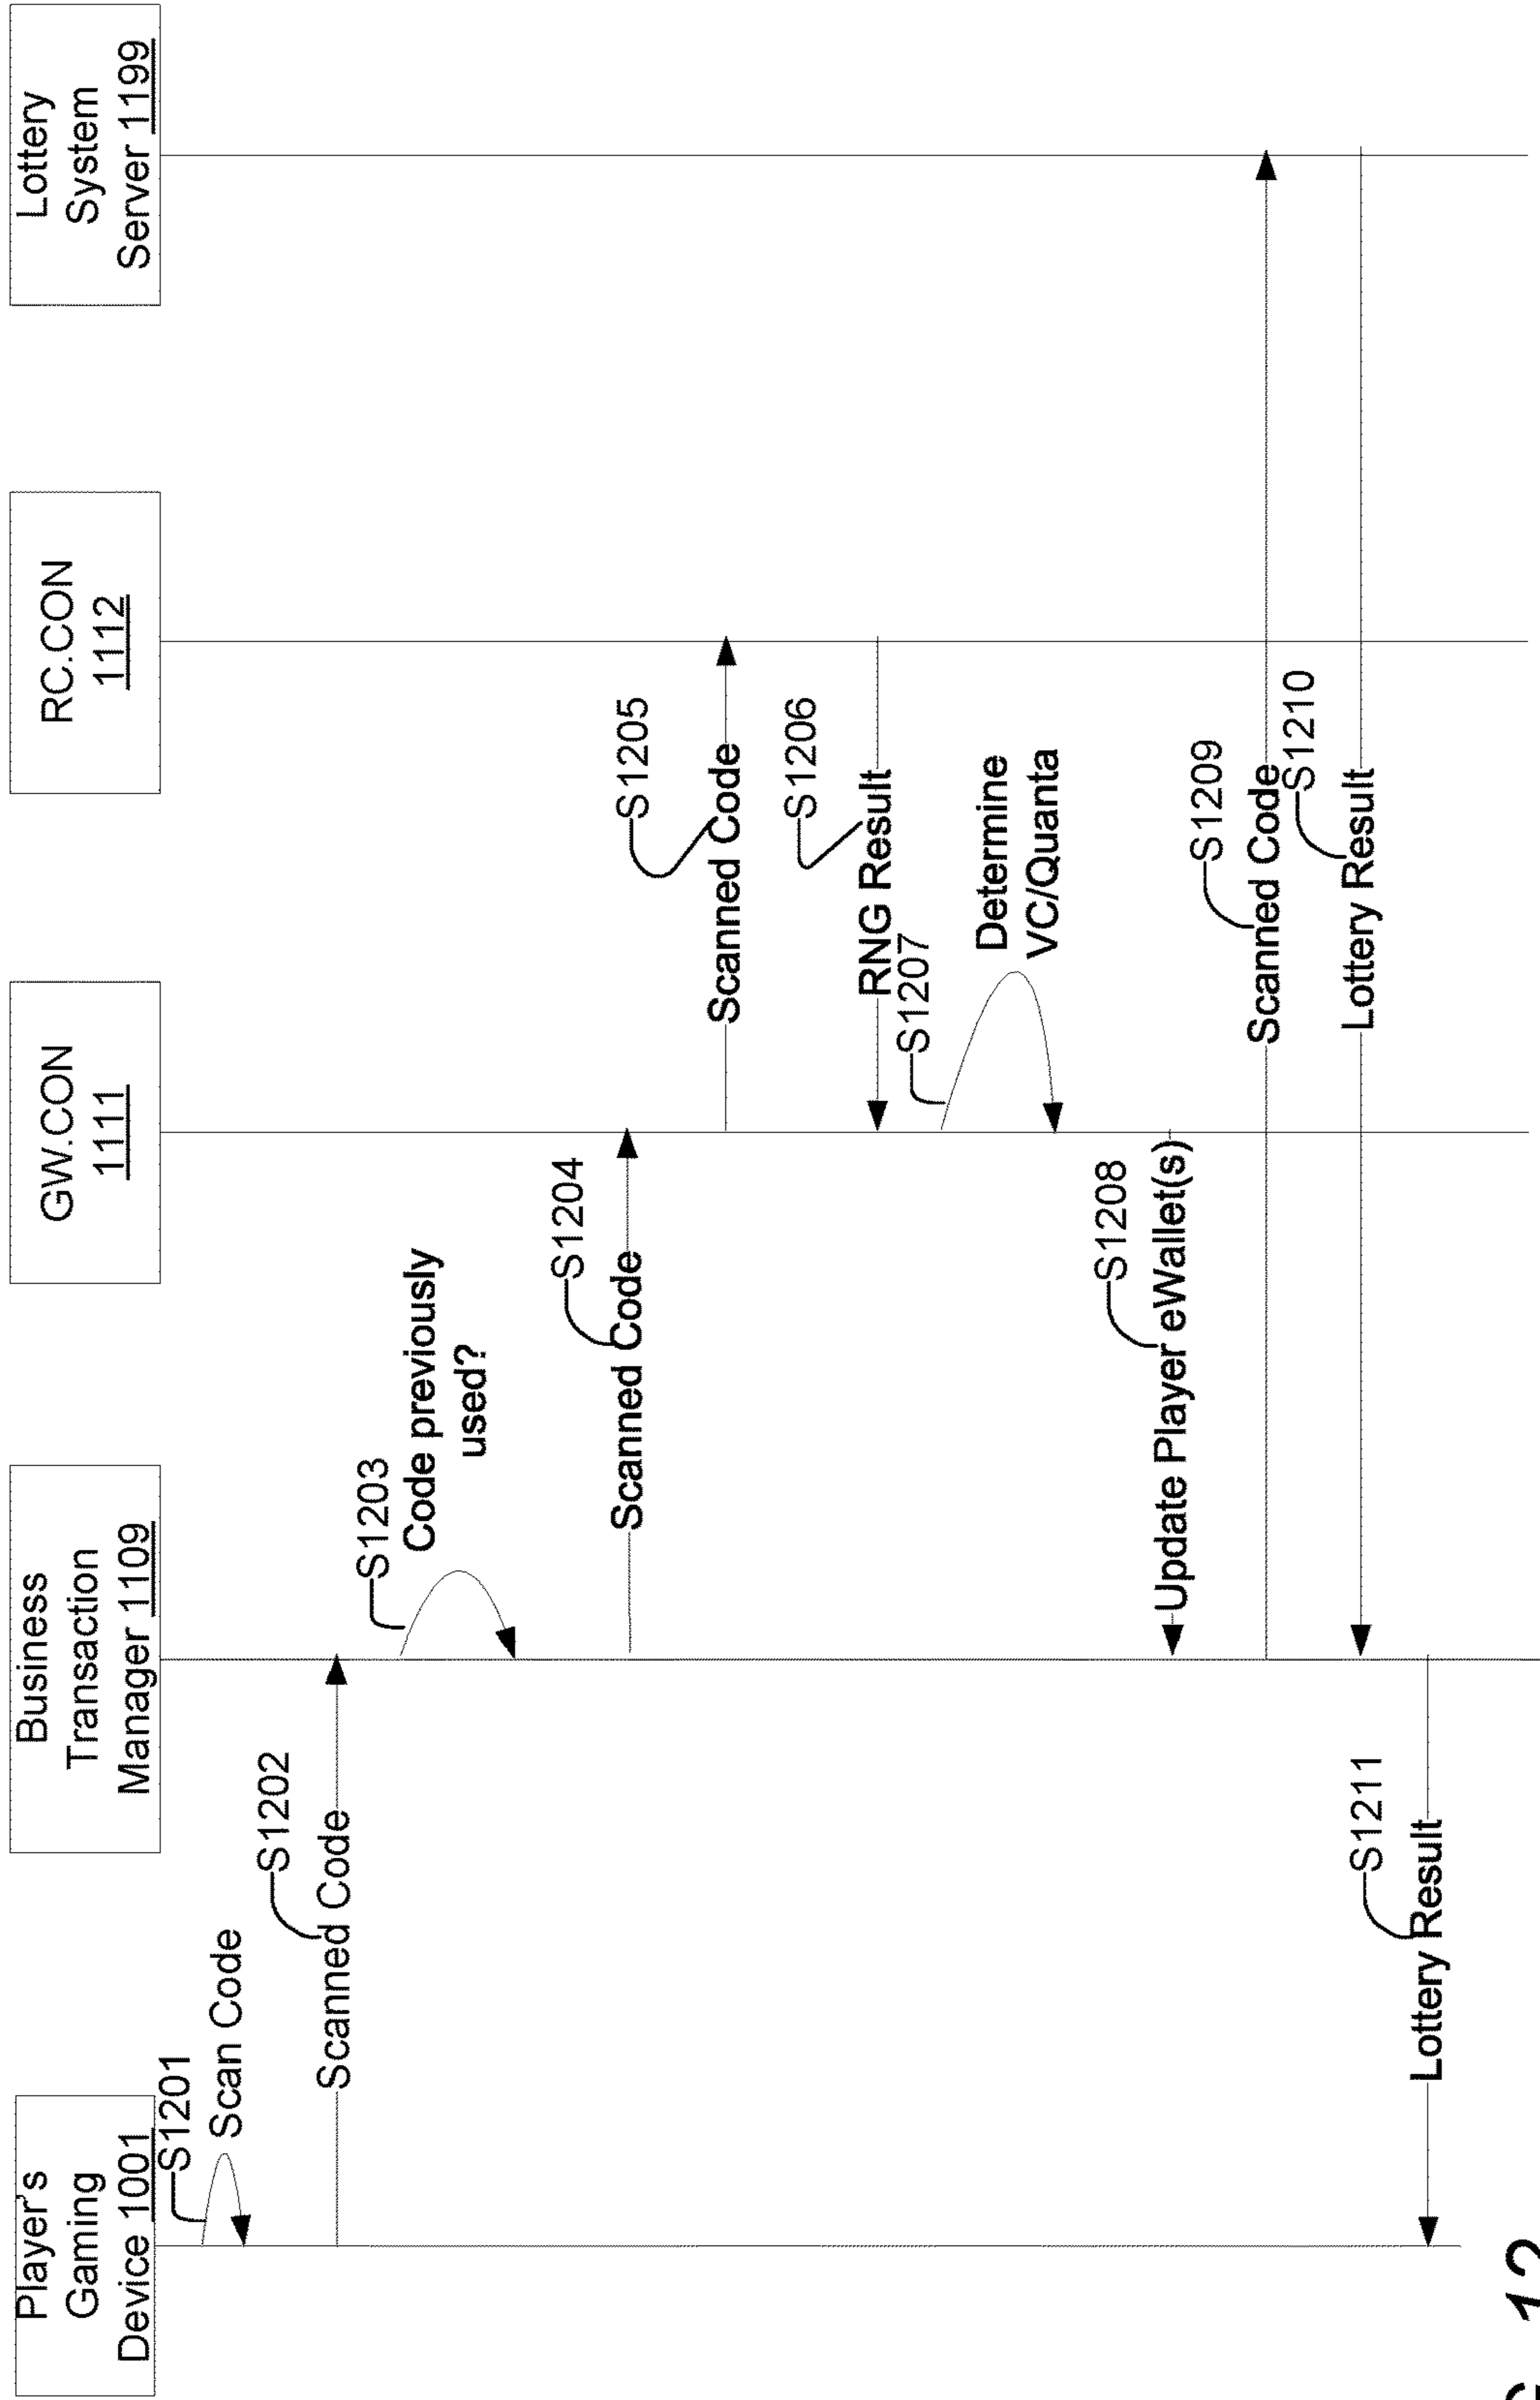 Player's
Gaming
Device 1001
Business
Transaction
Manager 1109
GW.CON
1111
RC.CON
1112
Lottery
System
Server 1199
S1201
Scan Code
S1202
Scanned Code
S1203
Code previously
used?
S1204
Scanned Code
S1205
Scanned Code
S1206
RNG Result
S1207
Determine
VC/Quanta
S1208
Update Player eWallet(s)
S1209
Scanned Code
S1210
Lottery Result
S1211
Lottery Result
12